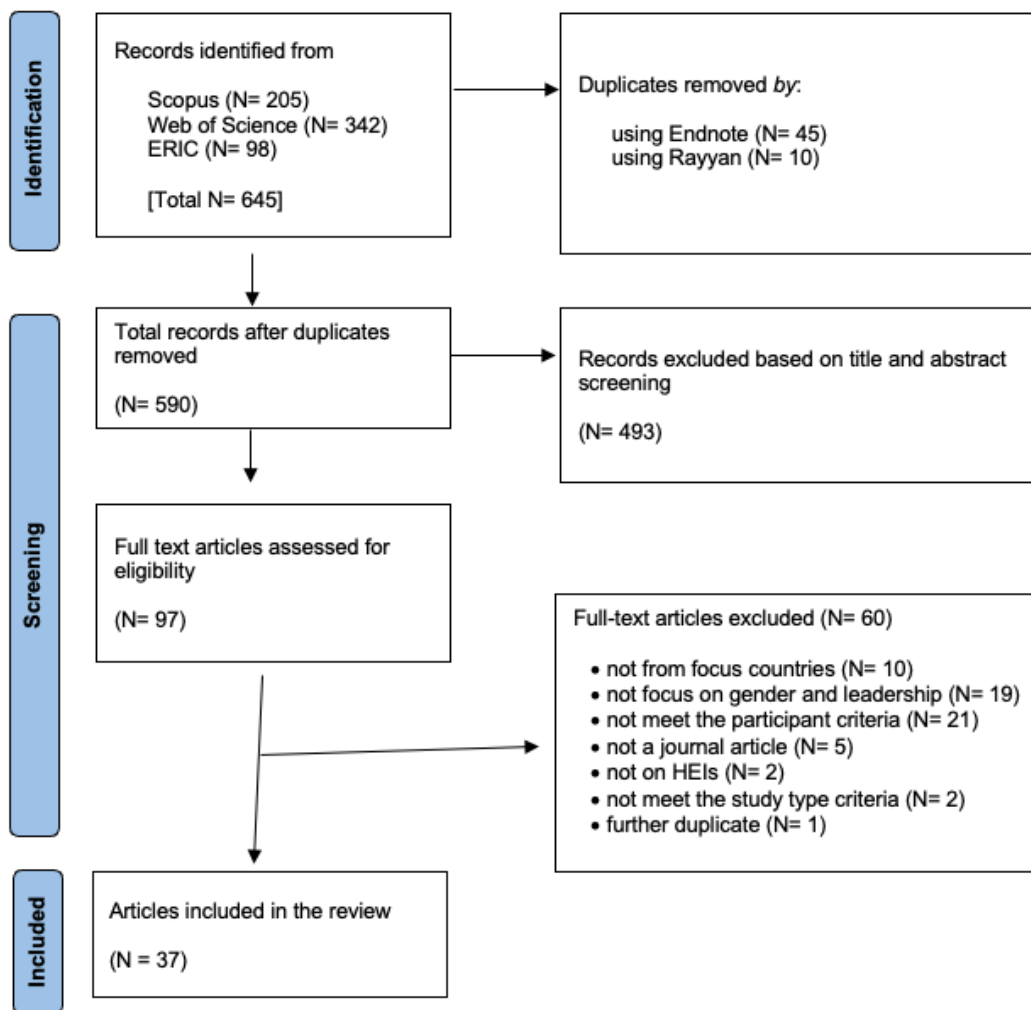 Identification
Records identified from
Scopus (N= 205)
Web of Science (N= 342)
ERIC (N= 98)
[Total N= 645]
Duplicates removed by:
using Endnote (N= 45)
using Rayyan (N= 10)
Screening
Total records after duplicates
removed
(N= 590)
Records excluded based on title and abstract
screening
(N= 493)
Full text articles assessed for
eligibility
(N= 97)
Full-text articles excluded (N= 60)
• not from focus countries (N= 10)
• not focus on gender and leadership (N= 19)
• not meet the participant criteria (N= 21)
• not a journal article (N= 5)
• not on HEIs (N= 2)
• not meet the study type criteria (N= 2)
• further duplicate (N= 1)
Included
Articles included in the review
(N = 37)